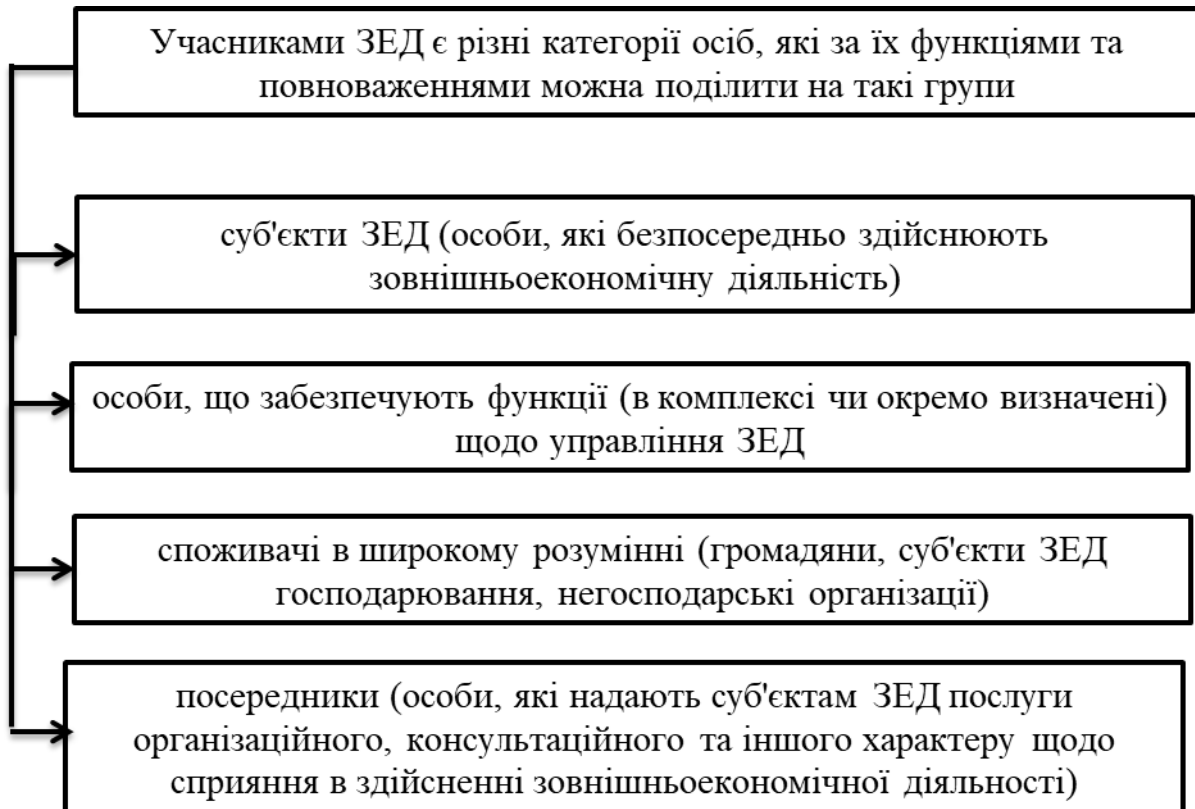 Учасниками ЗЕД є різні категорії осіб, які за їх функціями та
повноваженнями можна поділити на такі групи
суб'єкти ЗЕД (особи, які безпосередньо здійснюють
зовнішньоекономічну діяльність)
особи, що забезпечують функції (в комплексі чи окремо визначені)
щодо управління ЗЕД
споживачі в широкому розумінні (громадяни, суб'єкти ЗЕД
господарювання, негосподарські організації)
посередники (особи, які надають суб'єктам ЗЕД послуги
організаційного, консультаційного та іншого характеру щодо
сприяння в здійсненні зовнішньоекономічної діяльності)